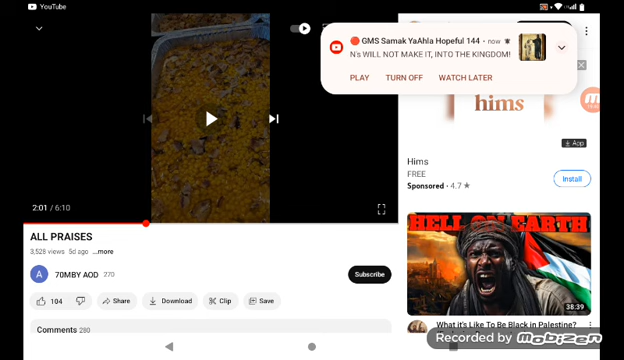 YouTube
GMS Samak YaAhla Hopeful 144 • now
N's WILL NOT MAKE IT, INTO THE KINGDOM!
PLAY TURN OFF WATCH LATER
hims
App
2:01 / 6:10
Hims
FREE
Sponsored • 4.7 ★
Install
ALL PRAISES
3,528 views 5d ago ...more
A 70MBY AOD 270
Subscribe
104 Share Download Clip Save
Comments 280
HELL ON EARTH
38:39
What it's Like To Be Black in Palestine?
Recorded by mobizen